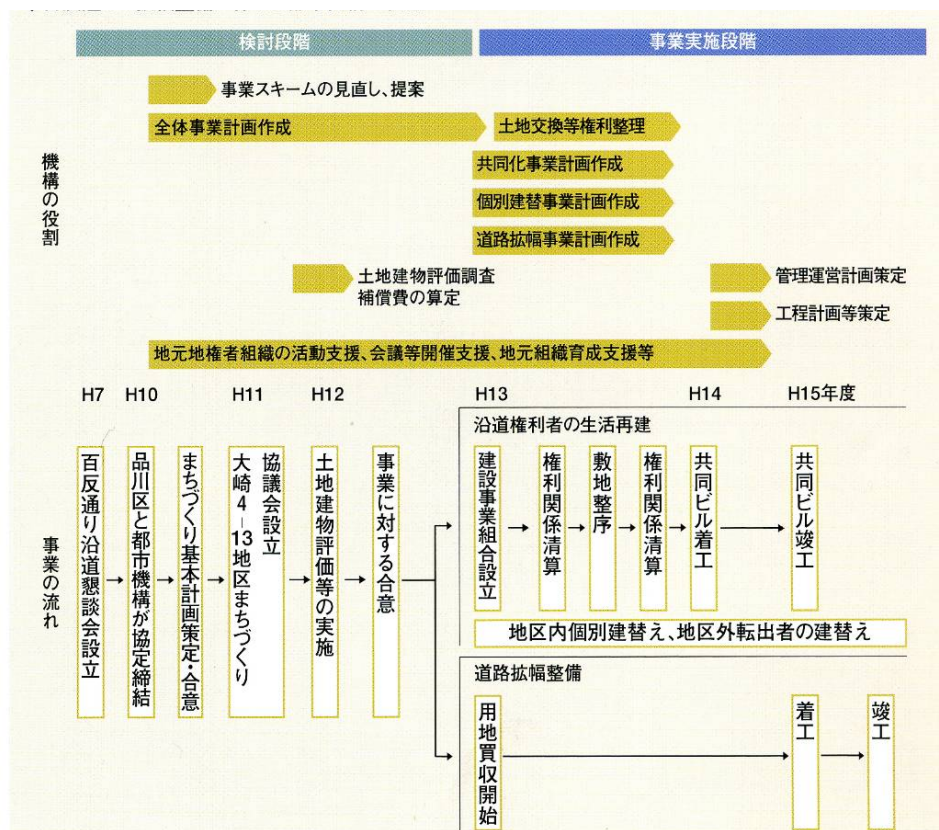 検討段階
事業実施段階
機構の役割
事業スキームの見直し、提案
全体事業計画作成
土地交換等権利整理
共同化事業計画作成
個別建替事業計画作成
道路拡幅事業計画作成
土地建物評価調査
補償費の算定
管理運営計画策定
工程計画等策定
地元地権者組織の活動支援、会議等開催支援、地元組織育成支援等
H7
H10
H11
H12
H13
H14
H15年度
事業の流れ
百反通り沿道懇談会設立
品川区と都市機構が協定締結
まちづくり基本計画策定・合意
協議会設立
大崎4−13地区まちづくり
土地建物評価等の実施
事業に対する合意
沿道権利者の生活再建
建設事業組合設立
権利関係清算
敷地整序
権利関係清算
共同ビル着工
共同ビル竣工
地区内個別建替え、地区外転出者の建替え
道路拡幅整備
用地買収開始
着工
竣工